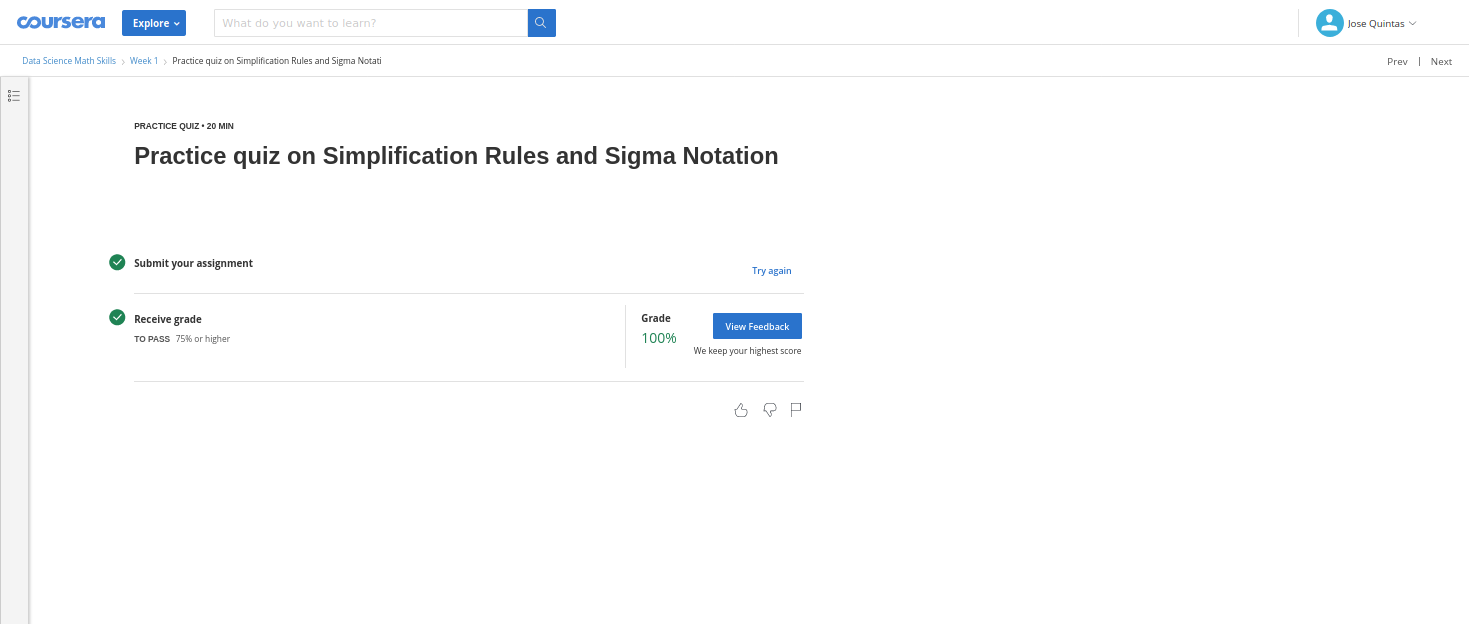 coursera
Explore
What do you want to learn?
Jose Quintas
Data Science Math Skills
Week 1
Practice quiz on Simplification Rules and Sigma Notati
Prev | Next
PRACTICE QUIZ • 20 MIN
Practice quiz on Simplification Rules and Sigma Notation
Submit your assignment
Try again
Receive grade
TO PASS 75% or higher
Grade
100%
View Feedback
We keep your highest score